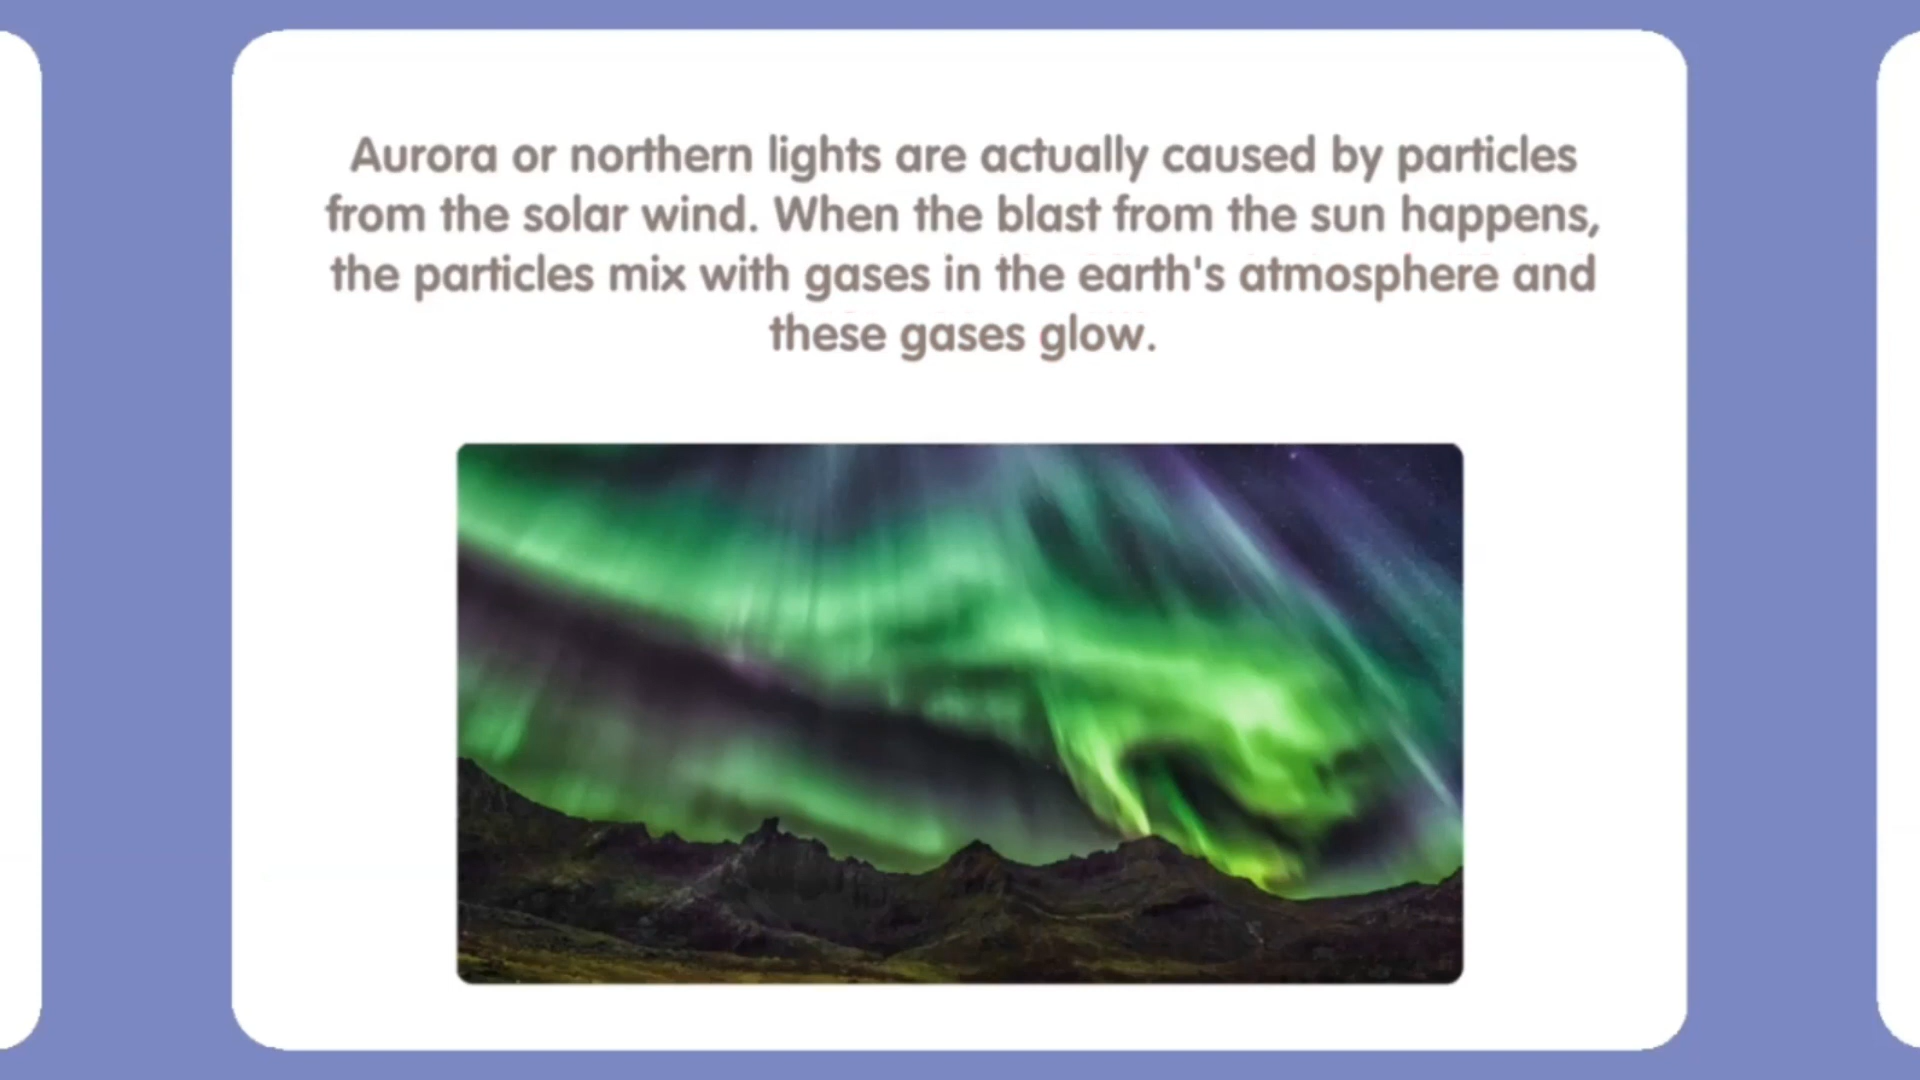 Aurora or northern lights are actually caused by particles
from the solar wind. When the blast from the sun happens,
the particles mix with gases in the earth's atmosphere and
these gases glow.